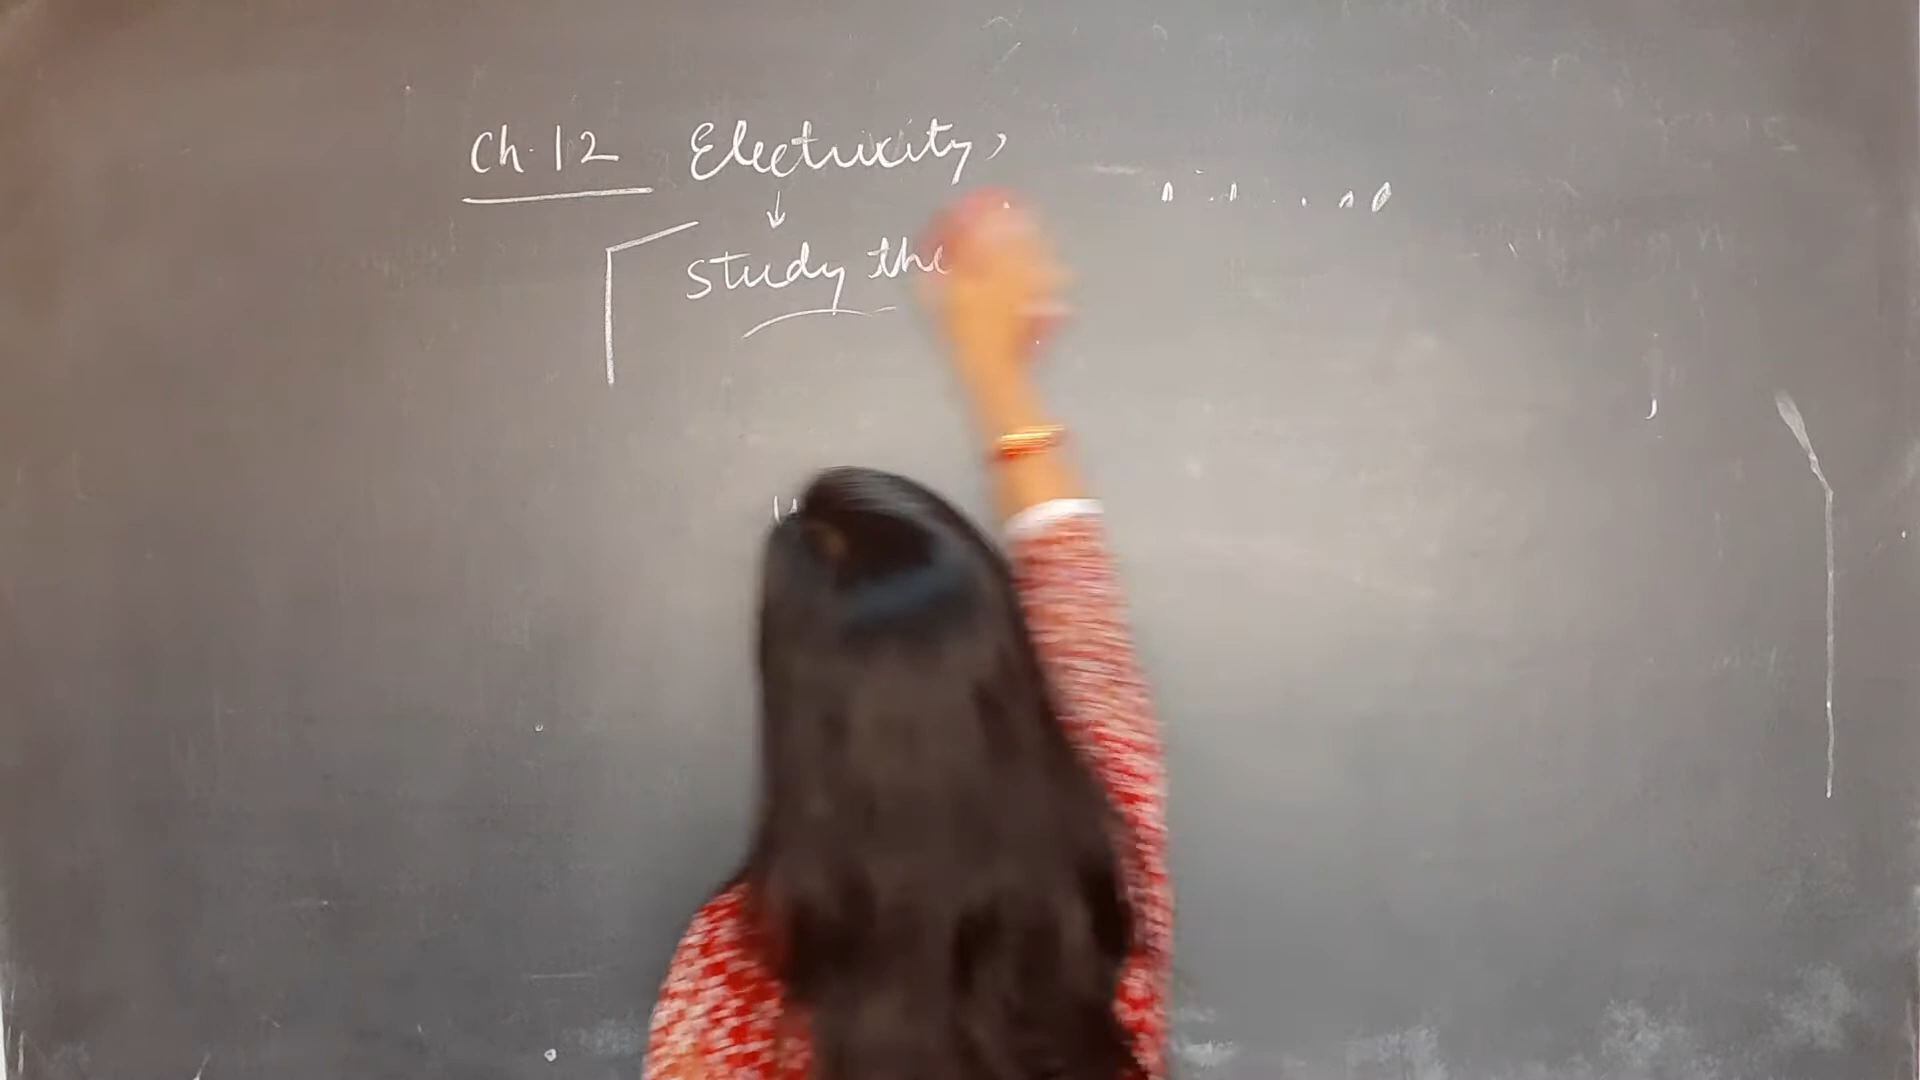 Ch. 12 Electricity,
↓
study the